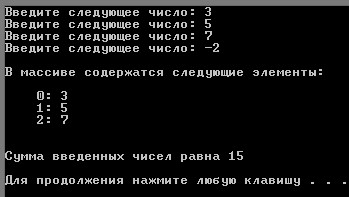 Введите следующее число: 3
Введите следующее число: 5
Введите следующее число: 7
Введите следующее число: -2
В массиве содержатся следующие элементы:
0: 3
1: 5
2: 7
Сумма введенных чисел равна 15
Для продолжения нажмите любую клавишу . . .